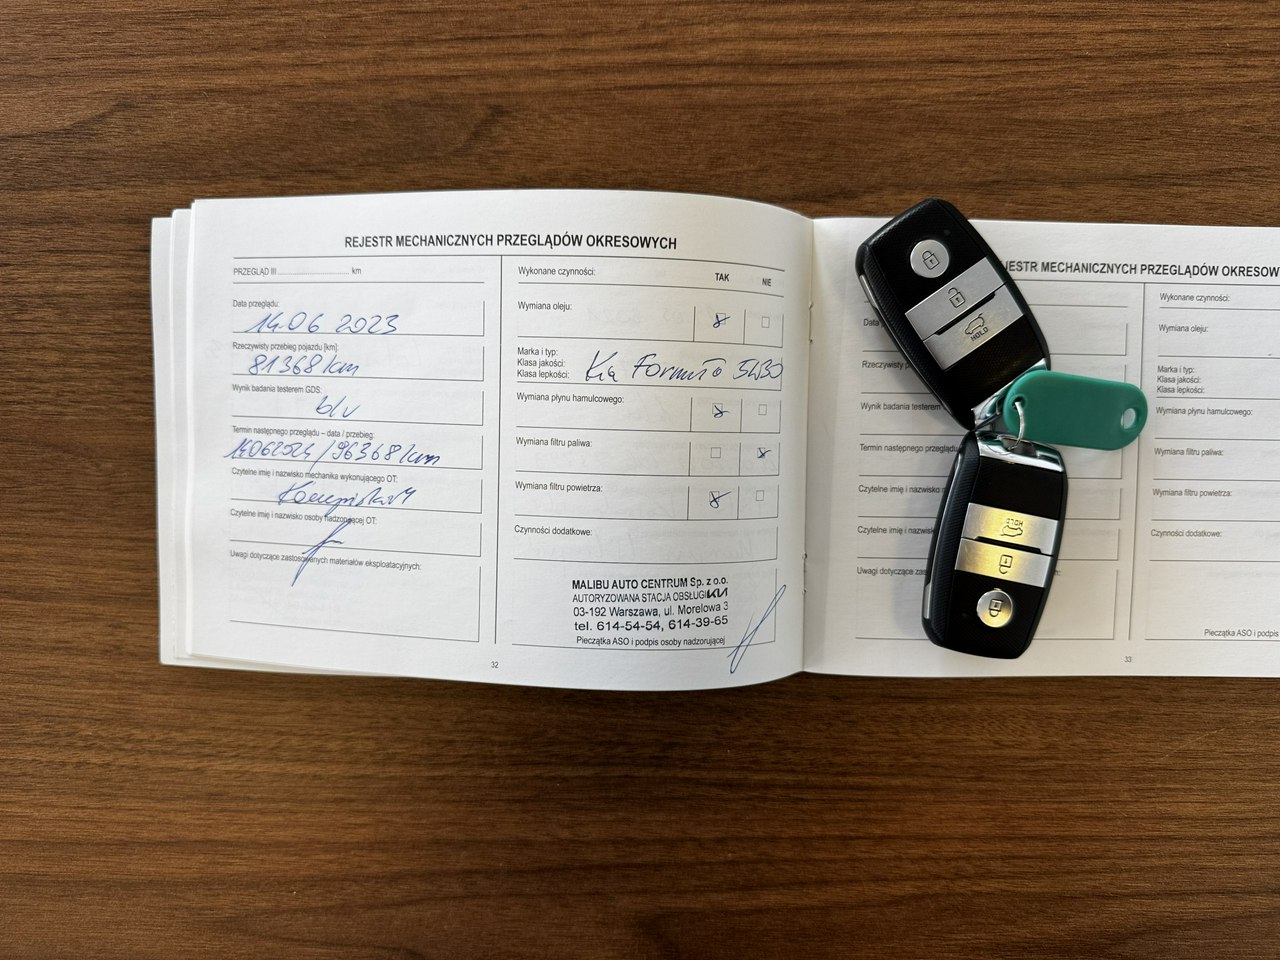 REJESTR MECHANICZNYCH PRZEGLĄDÓW OKRESOWYCH
PRZEGLĄD III .............................. km
Data przeglądu:
14.06 2023
Rzeczywisty przebieg pojazdu [km]:
81368 km
Wynik badania testerem GDS:
b/u
Termin następnego przeglądu – data / przebieg:
14062024/96368 km
Czytelne imię i nazwisko mechanika wykonującego OT:
Czytelne imię i nazwisko osoby nadzorującej OT:
Uwagi dotyczące zastosowanych materiałów eksploatacyjnych:
Wykonane czynności: TAK NIE
Wymiana oleju:
Marka i typ:
Klasa jakości:
Klasa lepkości:
Kia Formuła 5W30
Wymiana płynu hamulcowego:
Wymiana filtru paliwa:
Wymiana filtru powietrza:
Czynności dodatkowe:
MALIBU AUTO CENTRUM Sp. z o.o.
AUTORYZOWANA STACJA OBSŁUGI KIA
03-192 Warszawa, ul. Morelowa 3
tel. 614-54-54, 614-39-65
Pieczątka ASO i podpis osoby nadzorującej
32
JESTR MECHANICZNYCH PRZEGLĄDÓW OKRESOW
Data
Rzeczywisty
Wynik badania testerem
Termin następnego przeglądu
Czytelne imię i nazwisko
Czytelne imię i
Uwagi dotyczące zas
Wykonane czynności:
Wymiana oleju:
Marka i typ:
Klasa jakości:
Klasa lepkości:
Wymiana płynu hamulcowego:
Wymiana filtru paliwa:
Wymiana filtru powietrza:
Czynności dodatkowe:
Pieczątka ASO i podpis
33
HOLD
HOLD